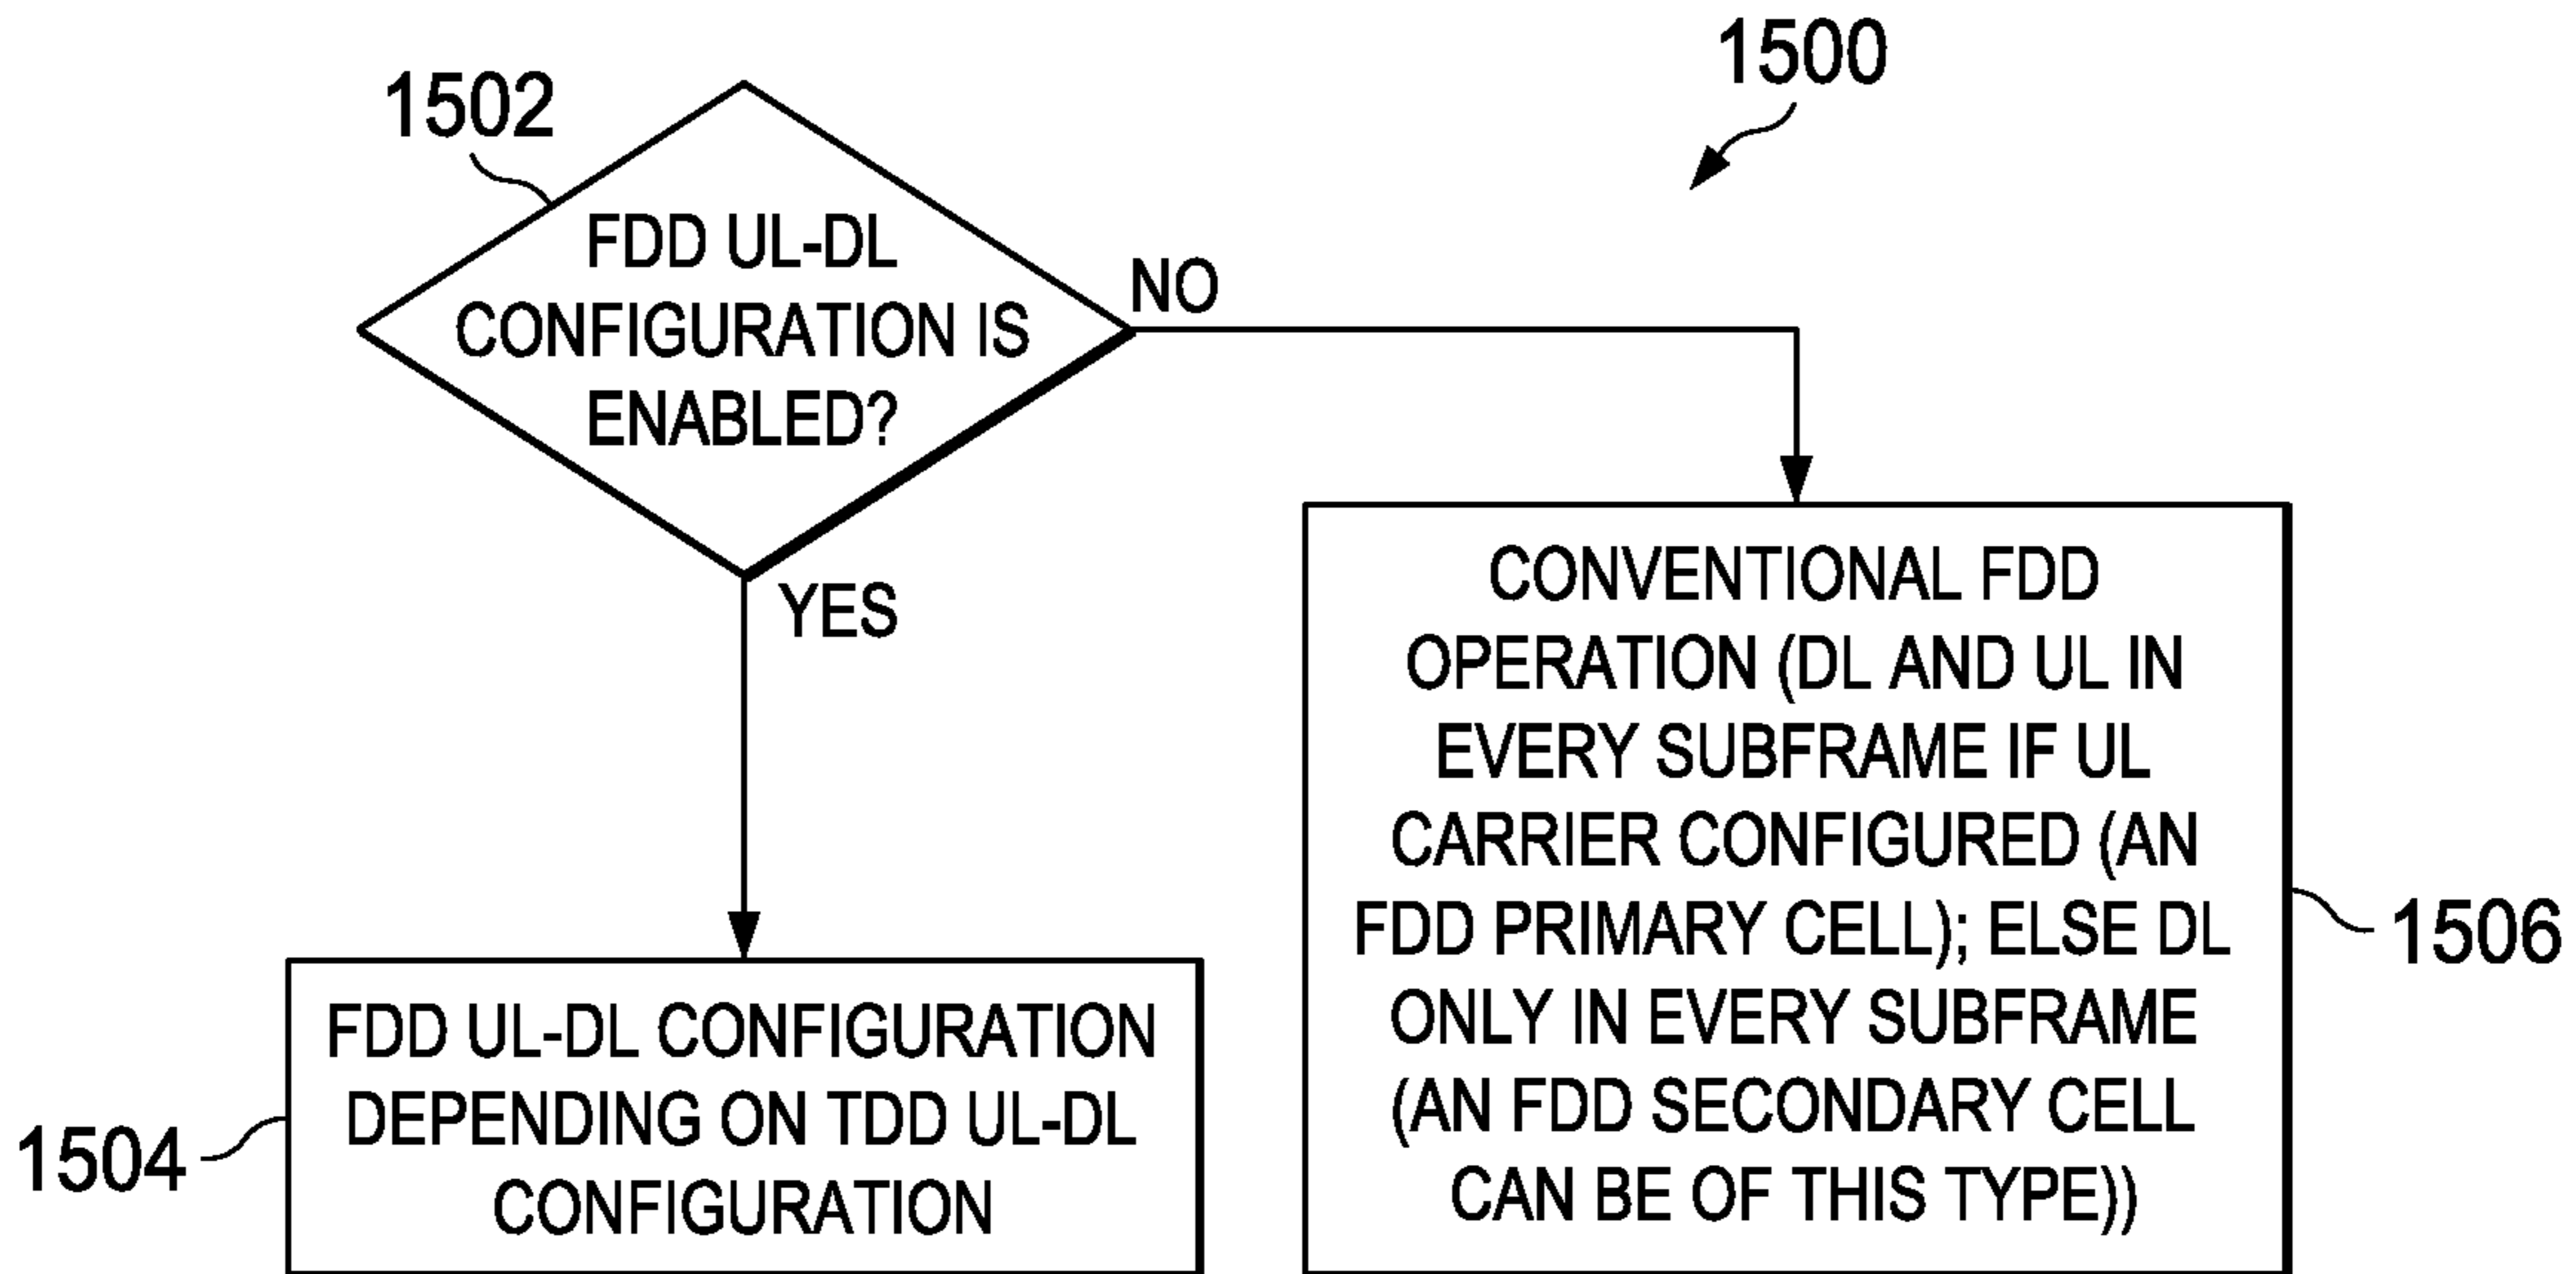 1500
1502
FDD UL-DL
CONFIGURATION IS
ENABLED?
NO
YES
CONVENTIONAL FDD
OPERATION (DL AND UL IN
EVERY SUBFRAME IF UL
CARRIER CONFIGURED (AN
FDD PRIMARY CELL); ELSE DL
ONLY IN EVERY SUBFRAME
(AN FDD SECONDARY CELL
CAN BE OF THIS TYPE))
1506
FDD UL-DL CONFIGURATION
DEPENDING ON TDD UL-DL
CONFIGURATION
1504